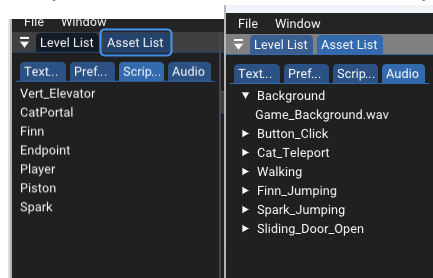 File Window
Level List Asset List
Text... Pref... Scrip... Audio
Vert_Elevator
CatPortal
Finn
Endpoint
Player
Piston
Spark
File Window
Level List Asset List
Text... Pref... Scrip... Audio
Background
Game_Background.wav
Button_Click
Cat_Teleport
Walking
Finn_Jumping
Spark_Jumping
Sliding_Door_Open